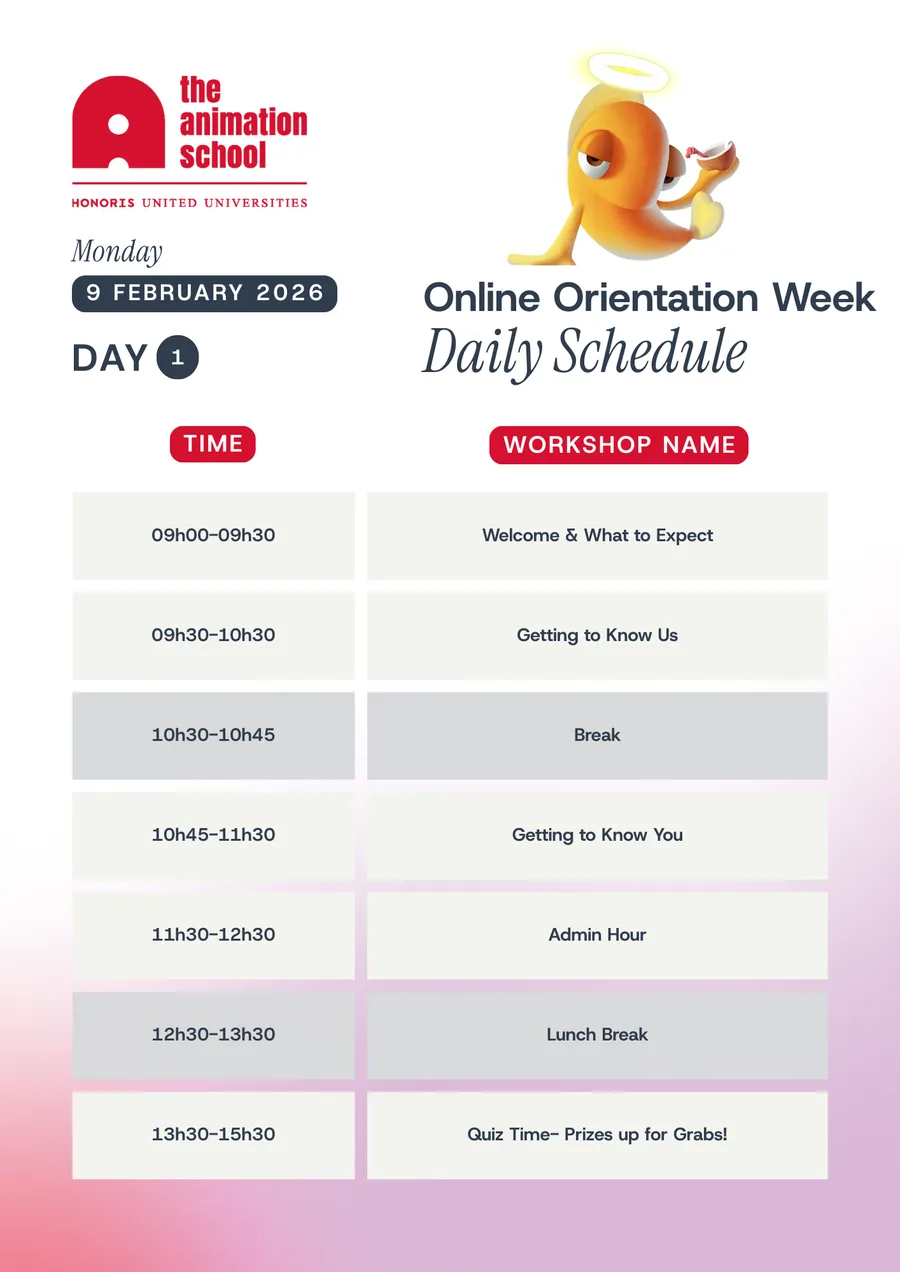 the
animation
school
HONORIS UNITED UNIVERSITIES
Monday
9 FEBRUARY 2026
DAY 1
Online Orientation Week
Daily Schedule
TIME WORKSHOP NAME
09h00-09h30 Welcome & What to Expect
09h30-10h30 Getting to Know Us
10h30-10h45 Break
10h45-11h30 Getting to Know You
11h30-12h30 Admin Hour
12h30-13h30 Lunch Break
13h30-15h30 Quiz Time- Prizes up for Grabs!